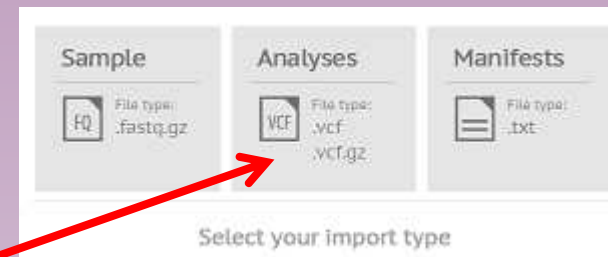 Sample
FQ
File type:
.fastq.gz
Analyses
VCF
File type:
.vcf
.vcf.gz
Manifests
File type:
.txt
Select your import type